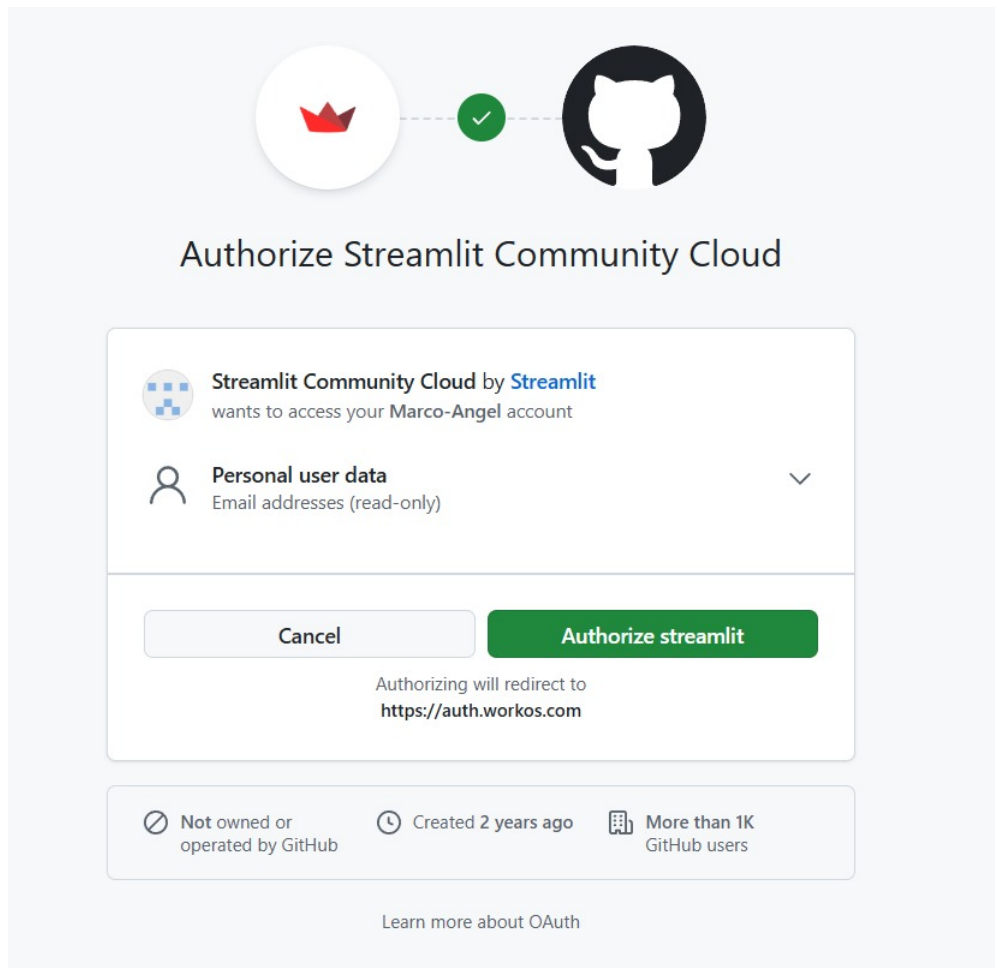 Authorize Streamlit Community Cloud
Streamlit Community Cloud by Streamlit
wants to access your Marco-Angel account
Personal user data
Email addresses (read-only)
Cancel
Authorize streamlit
Authorizing will redirect to
https://auth.workos.com
Not owned or
operated by GitHub
Created 2 years ago
More than 1K
GitHub users
Learn more about OAuth